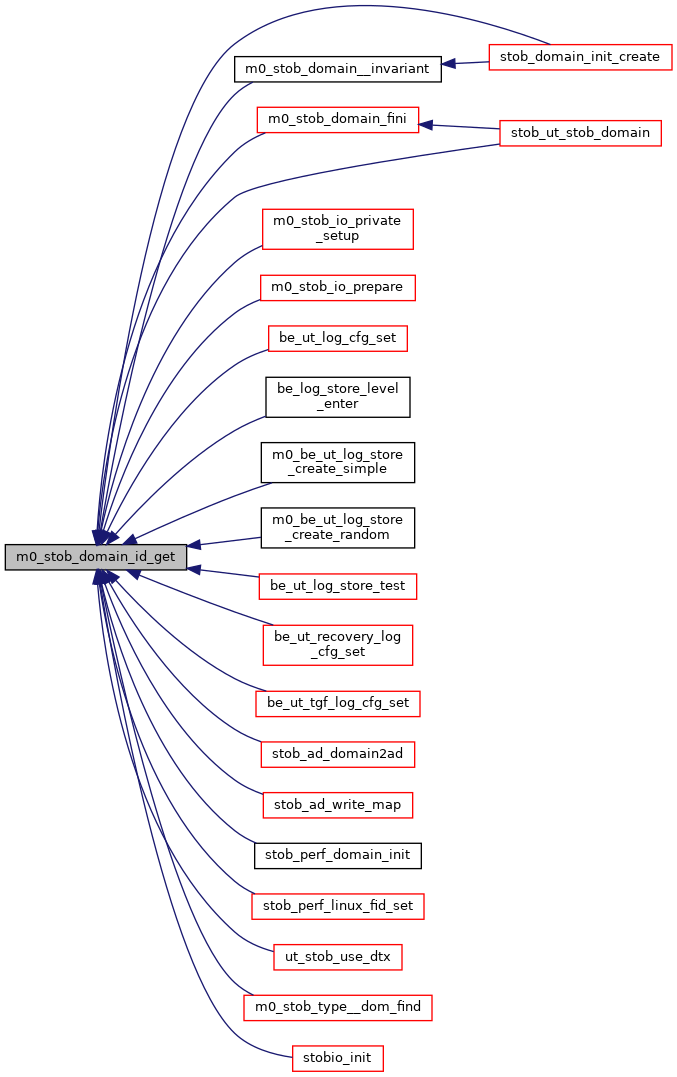 stob_domain_init_create
m0_stob_domain__invariant
m0_stob_domain_fini
stob_ut_stob_domain
m0_stob_io_private
_setup
m0_stob_io_prepare
be_ut_log_cfg_set
be_log_store_level
_enter
m0_be_ut_log_store
_create_simple
m0_be_ut_log_store
_create_random
m0_stob_domain_id_get
be_ut_log_store_test
be_ut_recovery_log
_cfg_set
be_ut_tgf_log_cfg_set
stob_ad_domain2ad
stob_ad_write_map
stob_perf_domain_init
stob_perf_linux_fid_set
ut_stob_use_dtx
m0_stob_type__dom_find
stobio_init